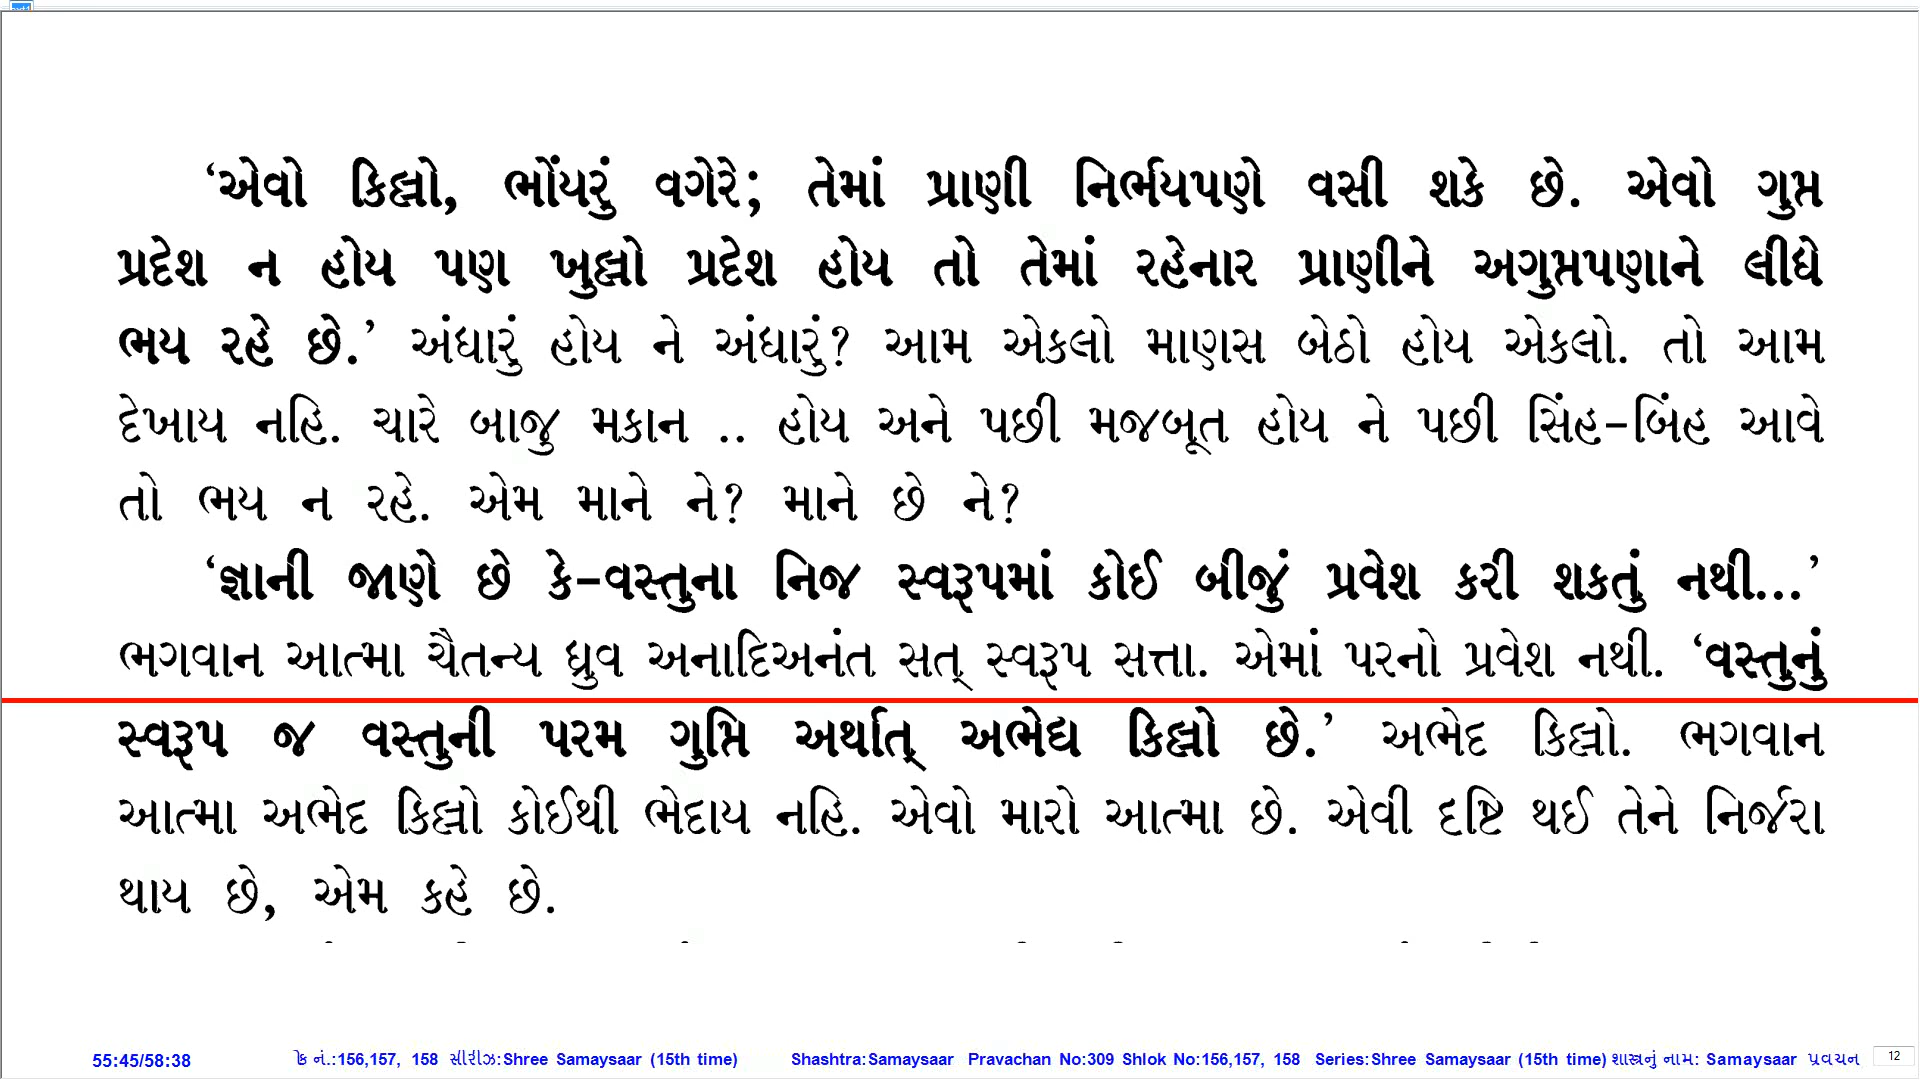 ‘એવો કિલ્લો, ભોંયરું વગેરે; તેમાં પ્રાણી નિર્ભયપણે વસી શકે છે. એવો ગુપ્ત
પ્રદેશ ન હોય પણ ખુલ્લો પ્રદેશ હોય તો તેમાં રહેનાર પ્રાણીને અગુપ્તપણાને લીધે
ભય રહે છે.’ અંધારું હોય ને અંધારું? આમ એકલો માણસ બેઠો હોય એકલો. તો આમ
દેખાય નહિ. ચારે બાજુ મકાન .. હોય અને પછી મજબૂત હોય ને પછી સિંહ-બિંહ આવે
તો ભય ન રહે. એમ માને ને? માને છે ને?
‘જ્ઞાની જાણે છે કે-વસ્તુના નિજ સ્વરૂપમાં કોઈ બીજું પ્રવેશ કરી શકતું નથી...’
ભગવાન આત્મા ચૈતન્ય ધ્રુવ અનાદિઅનંત સત્ સ્વરૂપ સત્તા. એમાં પરનો પ્રવેશ નથી. ‘વસ્તુનું
સ્વરૂપ જ વસ્તુની પરમ ગુપ્તિ અર્થાત્ અભેદ્ય કિલ્લો છે.’ અભેદ કિલ્લો. ભગવાન
આત્મા અભેદ કિલ્લો કોઈથી ભેદાય નહિ. એવો મારો આત્મા છે. એવી દૃષ્ટિ થઈ તેને નિર્જરા
થાય છે, એમ કહે છે.
55:45/58:38 નં.:156,157, 158 સીરીઝ:Shree Samaysaar (15th time) Shashtra:Samaysaar Pravachan No:309 Shlok No:156,157, 158 Series:Shree Samaysaar (15th time) શાસ્ત્રનું નામ: Samaysaar પ્રવચન 12